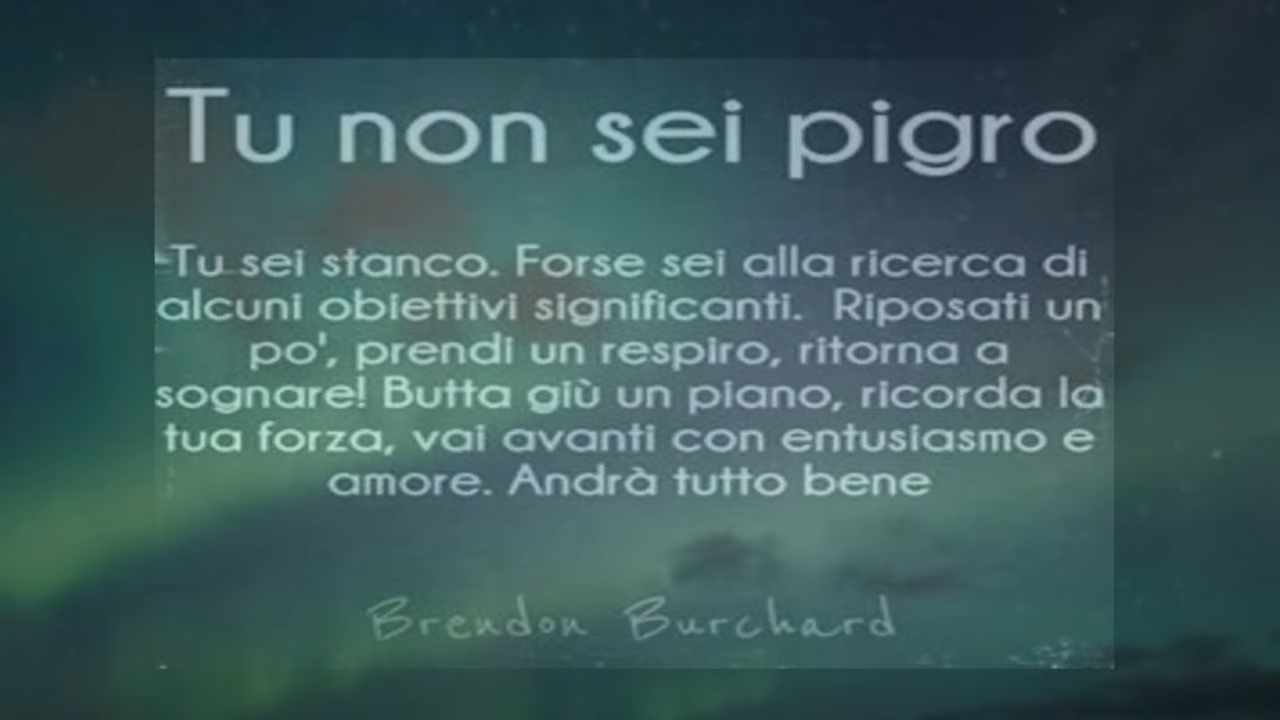 Tu non sei pigro
Tu sei stanco. Forse sei alla ricerca di
alcuni obiettivi significanti.  Riposati un
po', prendi un respiro, ritorna a
sognare! Butta giù un piano, ricorda la
tua forza, vai avanti con entusiasmo e
amore. Andrà tutto bene
Brendon Burchard